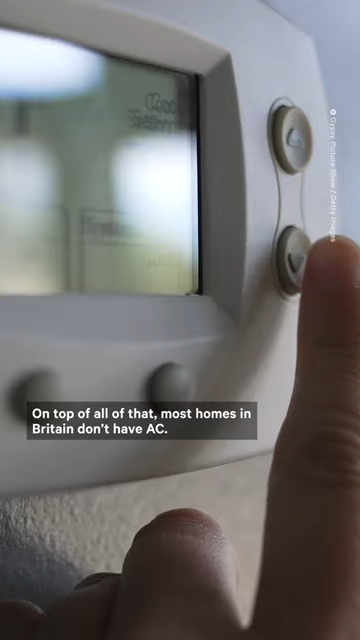 © Gypsy Picture Show / Getty Images
On top of all of that, most homes in
Britain don't have AC.